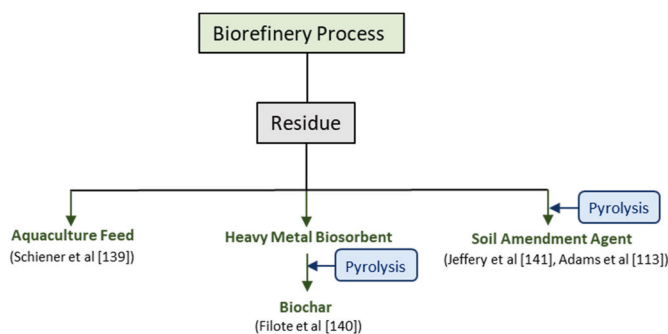 Biorefinery Process
Residue
Pyrolysis
Aquaculture Feed
(Schiener et al [139])
Heavy Metal Biosorbent
Soil Amendment Agent
(Jeffery et al [141], Adams et al [113])
Pyrolysis
Biochar
(Filote et al [140])